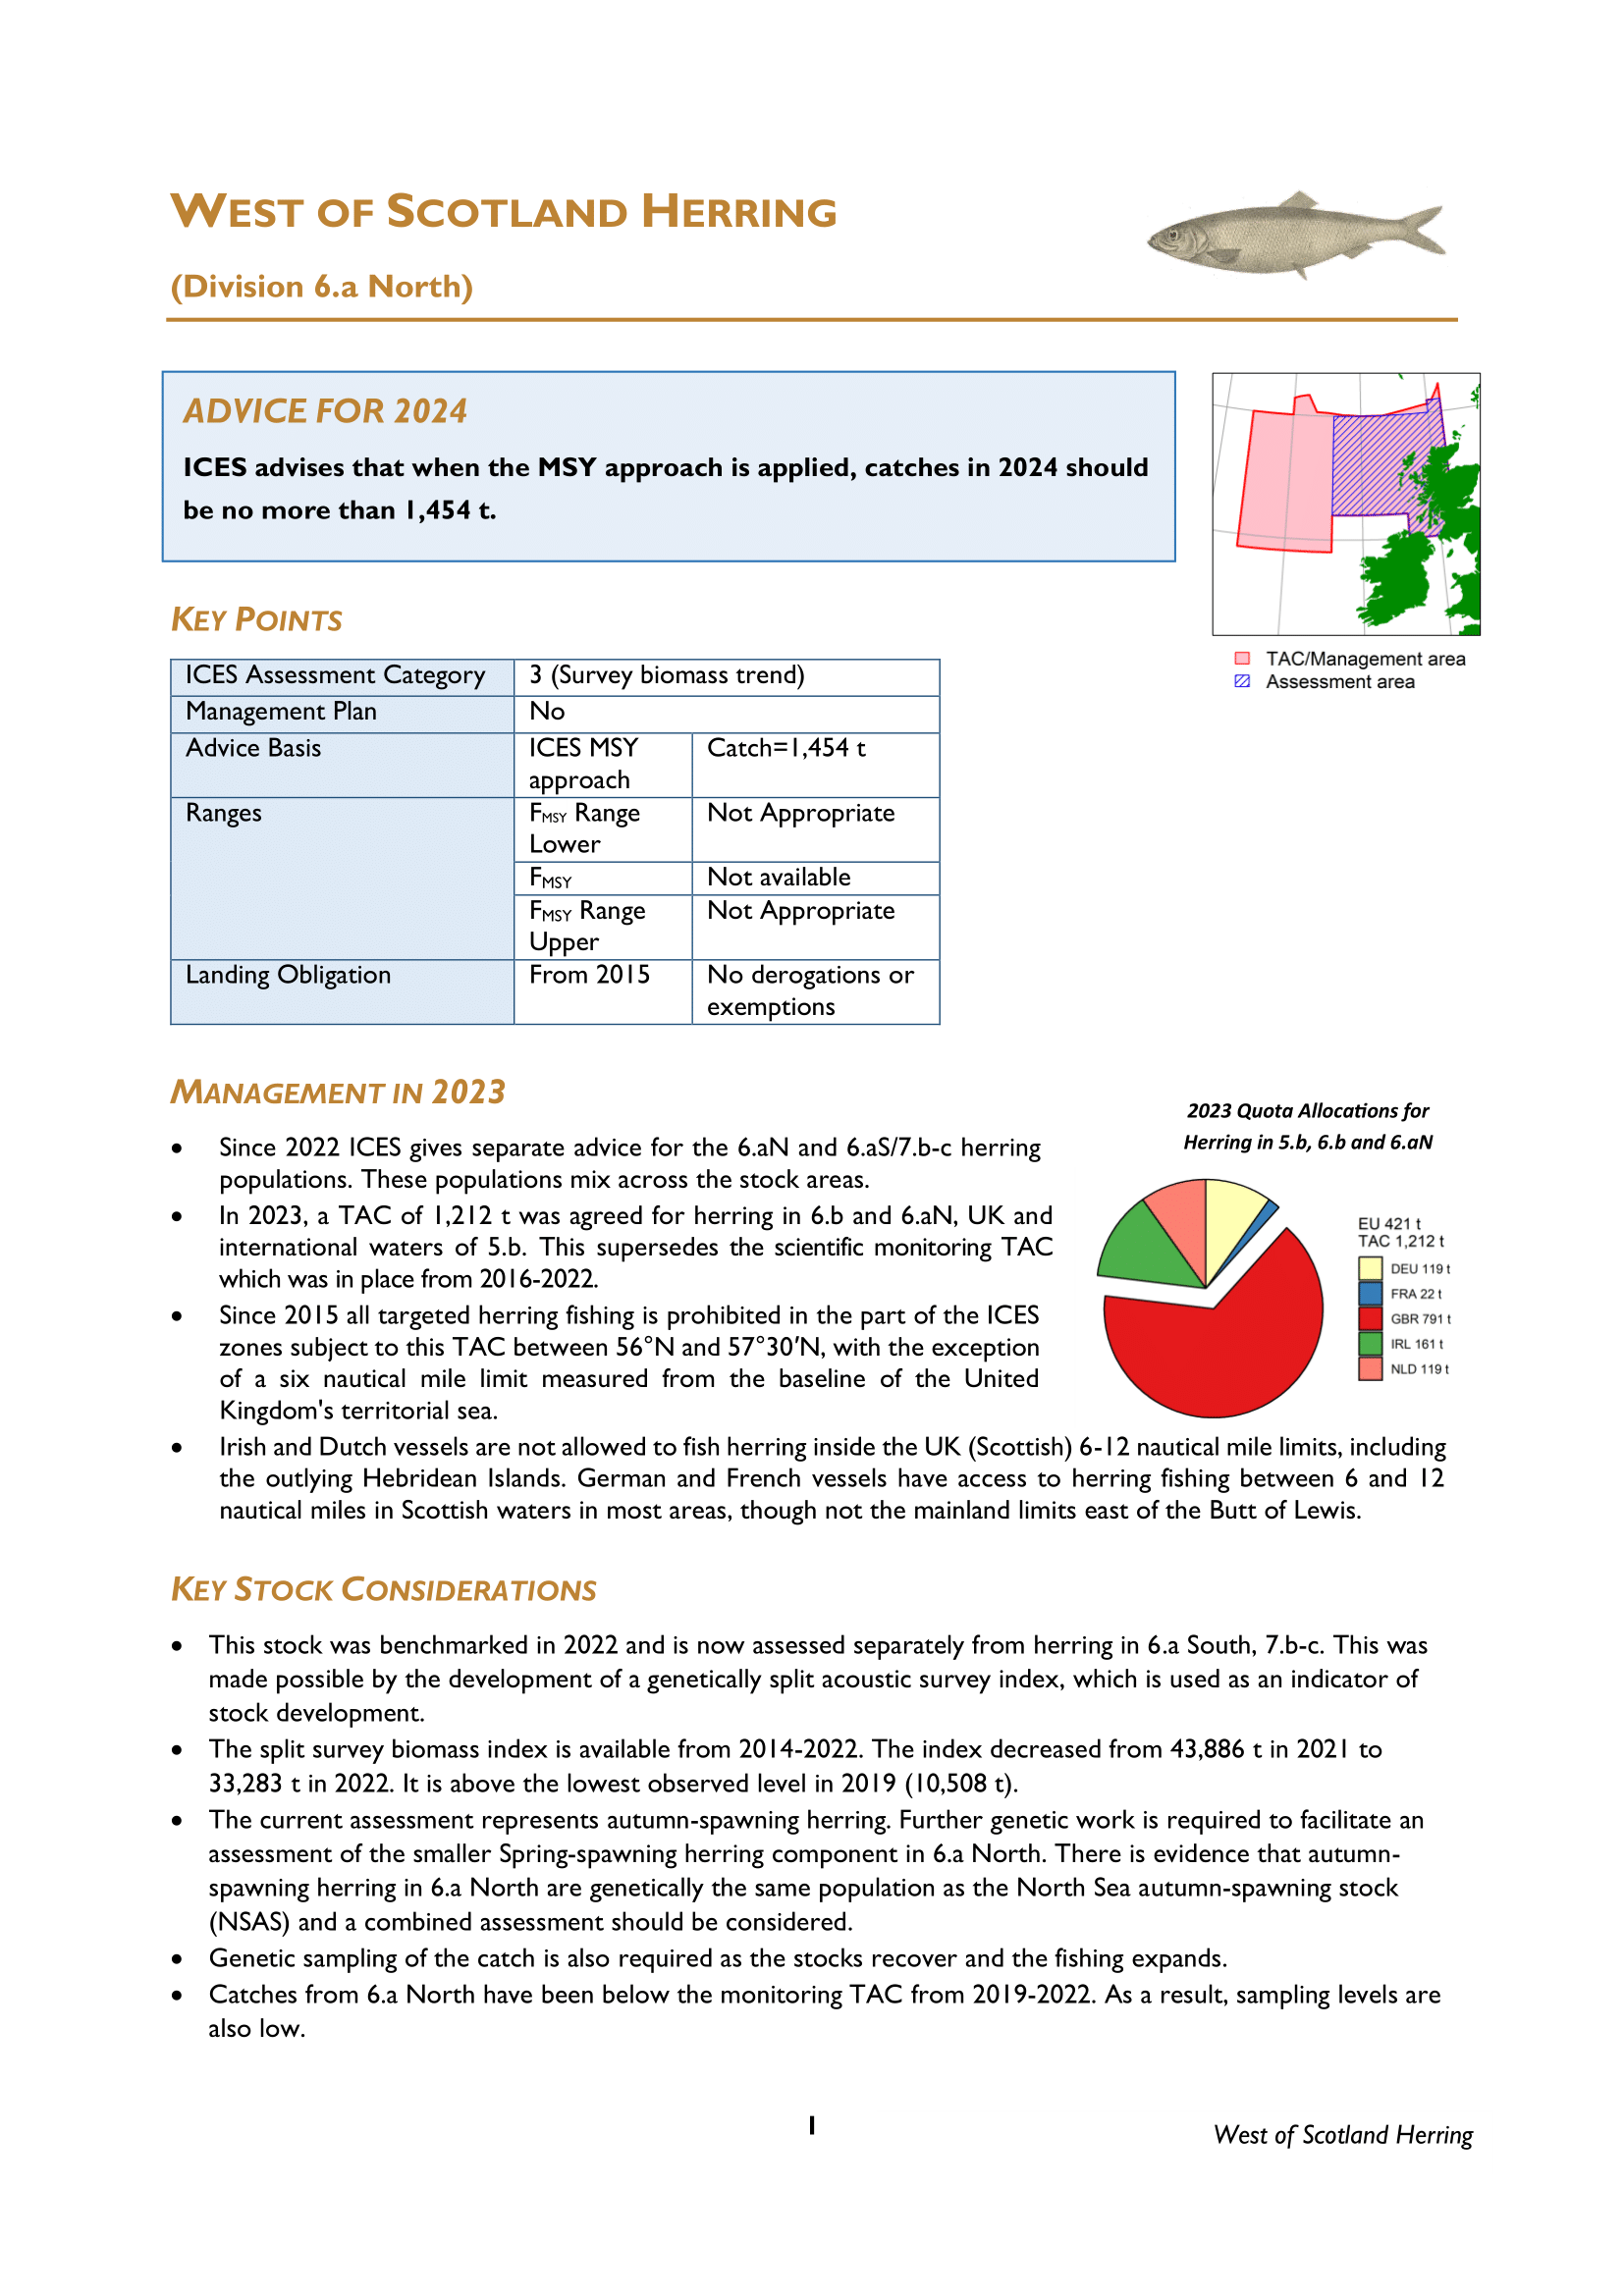 WEST OF SCOTLAND HERRING
(Division 6.a North)
ADVICE FOR 2024
ICES advises that when the MSY approach is applied, catches in 2024 should
be no more than 1,454 t.
TAC/Management area
Assessment area
KEY POINTS
ICES Assessment Category 3 (Survey biomass trend)
Management Plan No
Advice Basis ICES MSY approach Catch=1,454 t
Ranges FMSY Range Lower Not Appropriate
FMSY Not available
FMSY Range Upper Not Appropriate
Landing Obligation From 2015 No derogations or exemptions
MANAGEMENT IN 2023
• Since 2022 ICES gives separate advice for the 6.aN and 6.aS/7.b-c herring
populations. These populations mix across the stock areas.
• In 2023, a TAC of 1,212 t was agreed for herring in 6.b and 6.aN, UK and
international waters of 5.b. This supersedes the scientific monitoring TAC
which was in place from 2016-2022.
• Since 2015 all targeted herring fishing is prohibited in the part of the ICES
zones subject to this TAC between 56°N and 57°30′N, with the exception
of a six nautical mile limit measured from the baseline of the United
Kingdom's territorial sea.
• Irish and Dutch vessels are not allowed to fish herring inside the UK (Scottish) 6-12 nautical mile limits, including
the outlying Hebridean Islands. German and French vessels have access to herring fishing between 6 and 12
nautical miles in Scottish waters in most areas, though not the mainland limits east of the Butt of Lewis.
2023 Quota Allocations for
Herring in 5.b, 6.b and 6.aN
EU 421 t
TAC 1,212 t
DEU 119 t
FRA 22 t
GBR 791 t
IRL 161 t
NLD 119 t
KEY STOCK CONSIDERATIONS
• This stock was benchmarked in 2022 and is now assessed separately from herring in 6.a South, 7.b-c. This was
made possible by the development of a genetically split acoustic survey index, which is used as an indicator of
stock development.
• The split survey biomass index is available from 2014-2022. The index decreased from 43,886 t in 2021 to
33,283 t in 2022. It is above the lowest observed level in 2019 (10,508 t).
• The current assessment represents autumn-spawning herring. Further genetic work is required to facilitate an
assessment of the smaller Spring-spawning herring component in 6.a North. There is evidence that autumn-
spawning herring in 6.a North are genetically the same population as the North Sea autumn-spawning stock
(NSAS) and a combined assessment should be considered.
• Genetic sampling of the catch is also required as the stocks recover and the fishing expands.
• Catches from 6.a North have been below the monitoring TAC from 2019-2022. As a result, sampling levels are
also low.
1
West of Scotland Herring